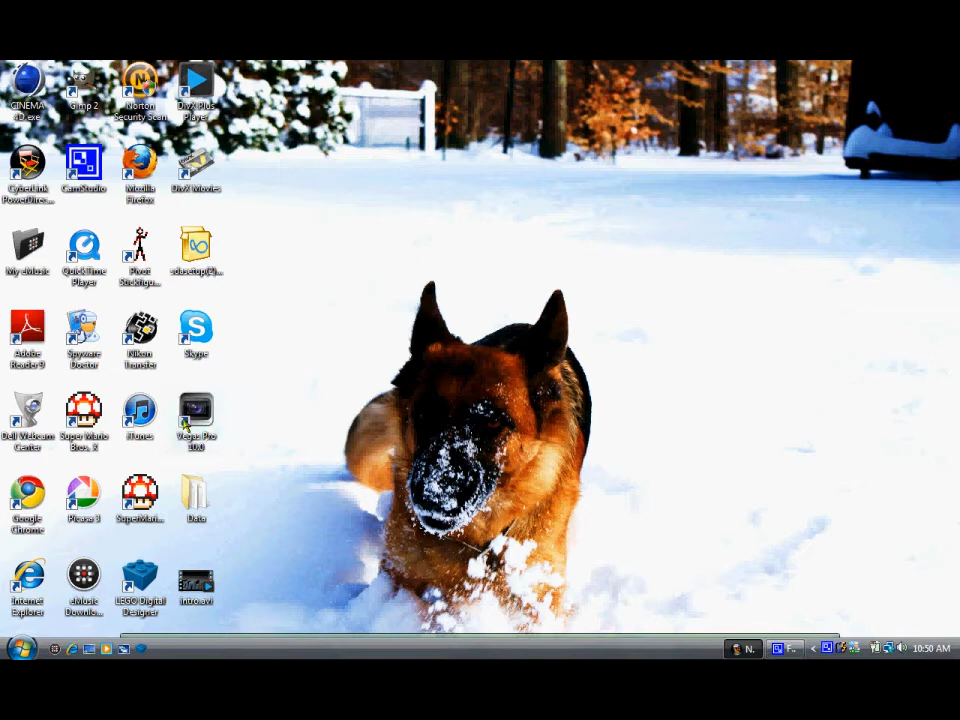 CINEMA
4D.exe
Gimp 2
Norton
Security Scan
DivX Plus
Player
CyberLink
PowerDirec...
CamStudio
Mozilla
Firefox
DivX Movies
My eMusic
QuickTime
Player
Pivot
Stickfigu...
sdasetup(2)...
Adobe
Reader 9
Spyware
Doctor
Nikon
Transfer
Skype
Dell Webcam
Center
Super Mario
Bros. X
iTunes
Vegas Pro
10.0
Google
Chrome
Picasa 3
SuperMari...
Data
Internet
Explorer
eMusic
Downlo...
LEGO Digital
Designer
intro.avi
N.
F..
10:50 AM